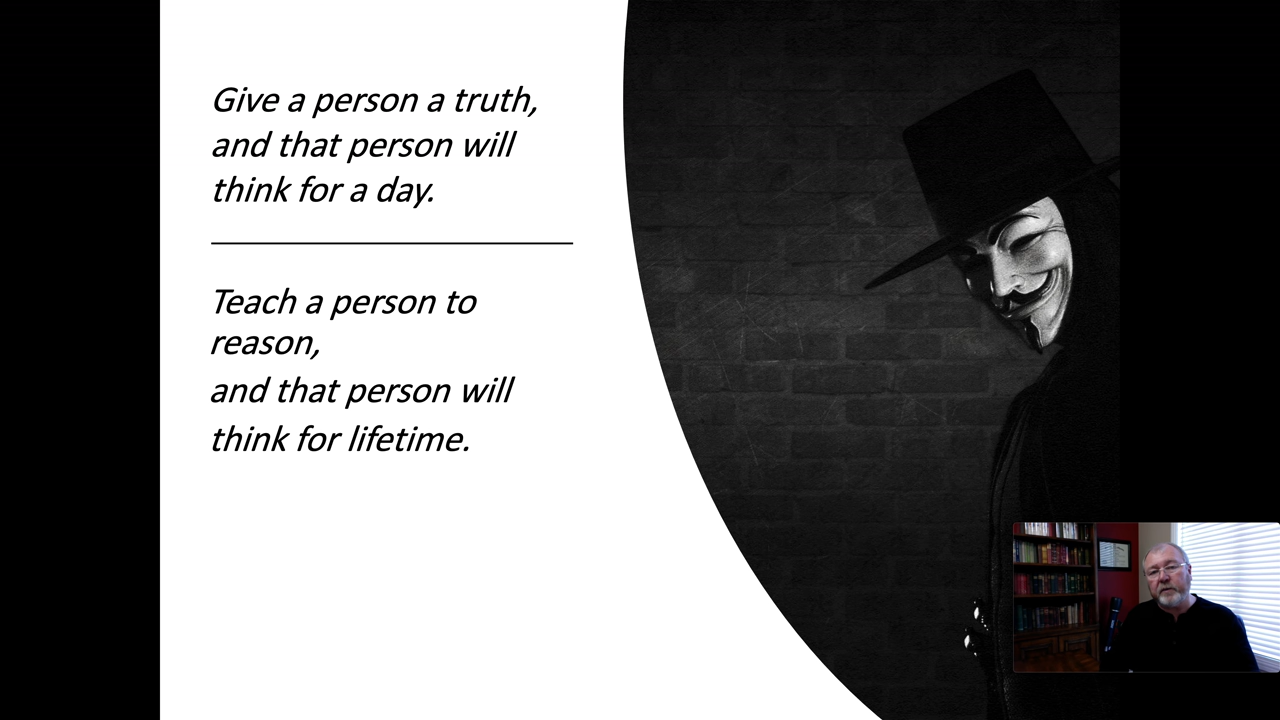 Give a person a truth,
and that person will
think for a day.
Teach a person to
reason,
and that person will
think for lifetime.